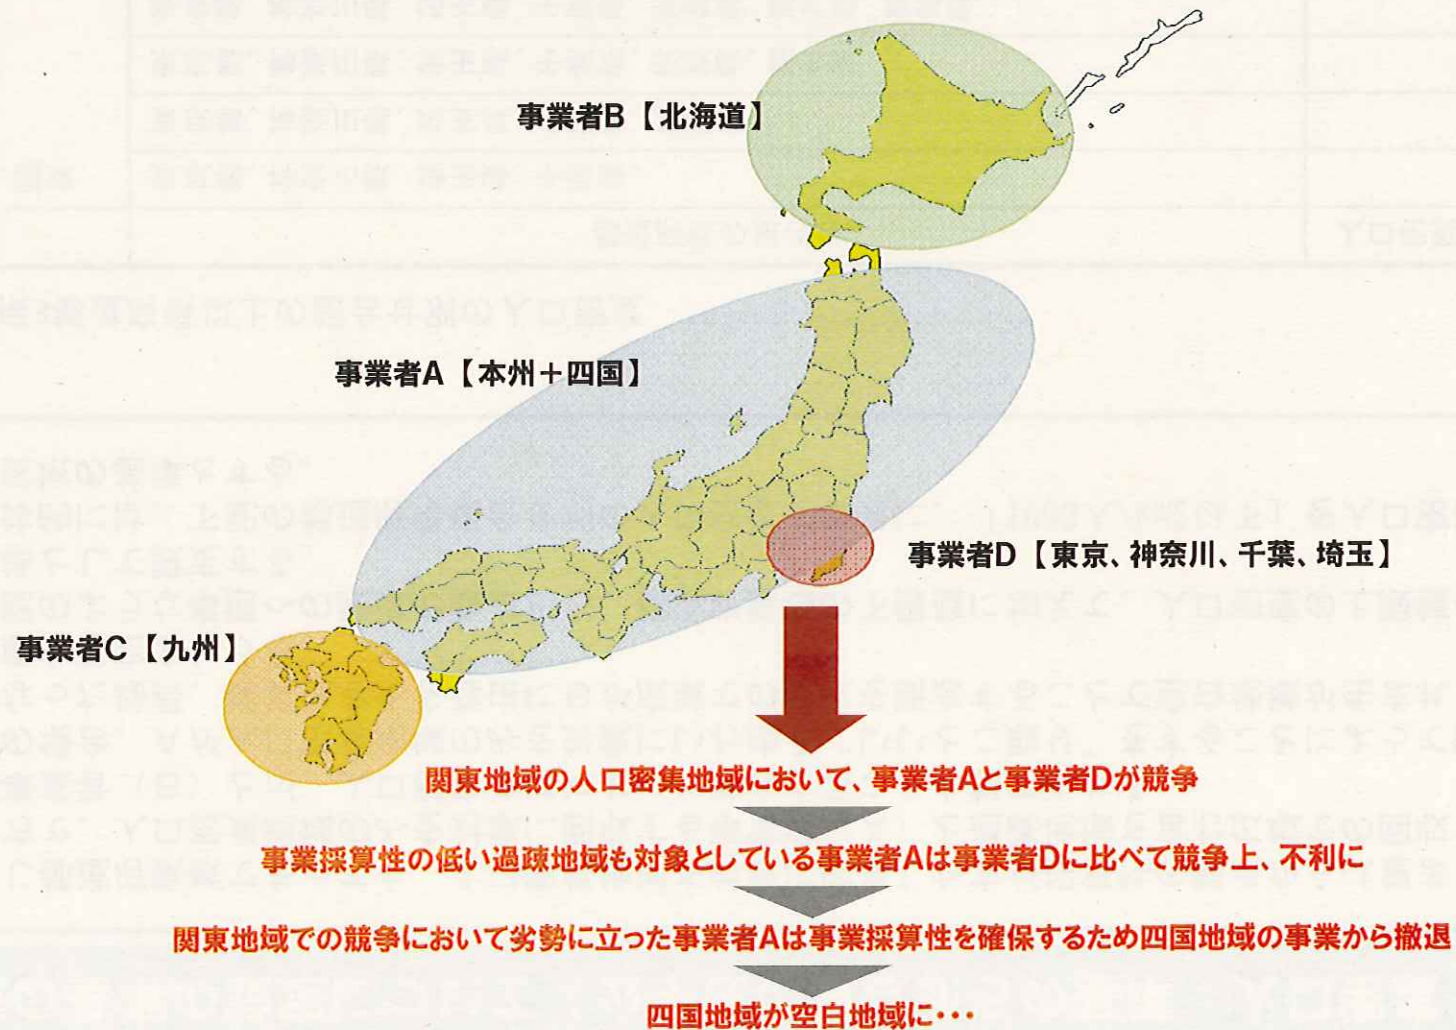 事業者B【北海道】
事業者A【本州+四国】
事業者D【東京、神奈川、千葉、埼玉】
事業者C【九州】
関東地域の人口密集地域において、事業者Aと事業者Dが競争
事業採算性の低い過疎地域も対象としている事業者Aは事業者Dに比べて競争上、不利に
関東地域での競争において劣勢に立った事業者Aは事業採算性を確保するため四国地域の事業から撤退
四国地域が空白地域に・・・